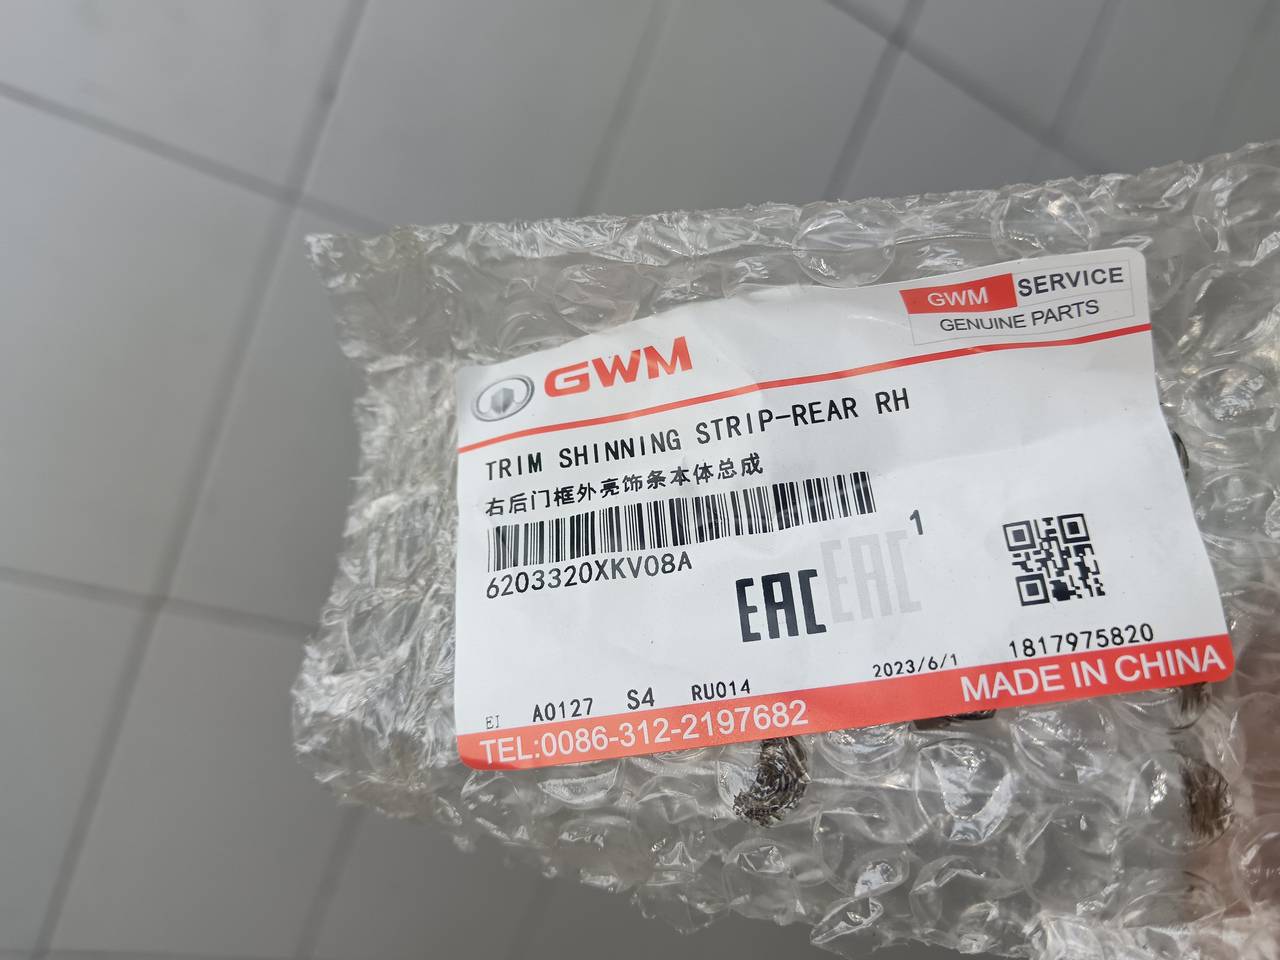 GWM
GWM SERVICE
GENUINE PARTS
TRIM SHINNING STRIP-REAR RH
右后门框外亮饰条本体总成
6203320XKV08A
1
EAC EAC
EI A0127 S4 RU014 2023/6/1 1817975820
TEL:0086-312-2197682 MADE IN CHINA